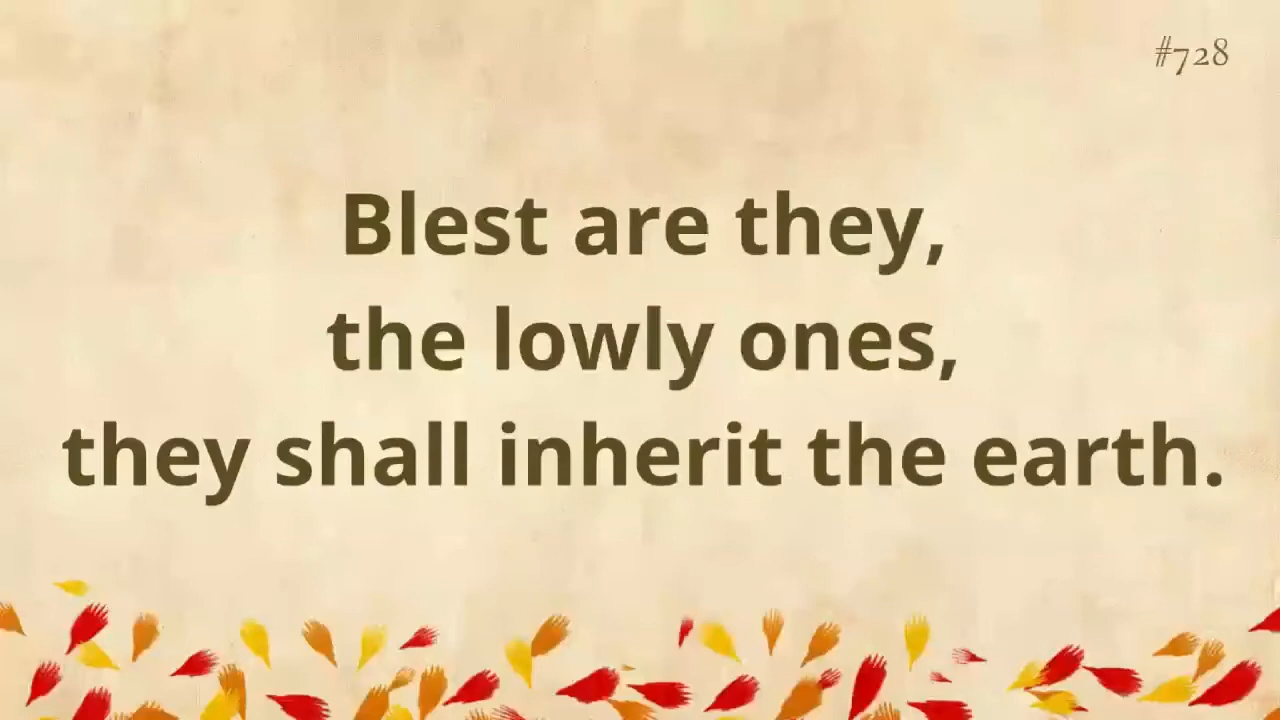 #728
Blest are they,
the lowly ones,
they shall inherit the earth.